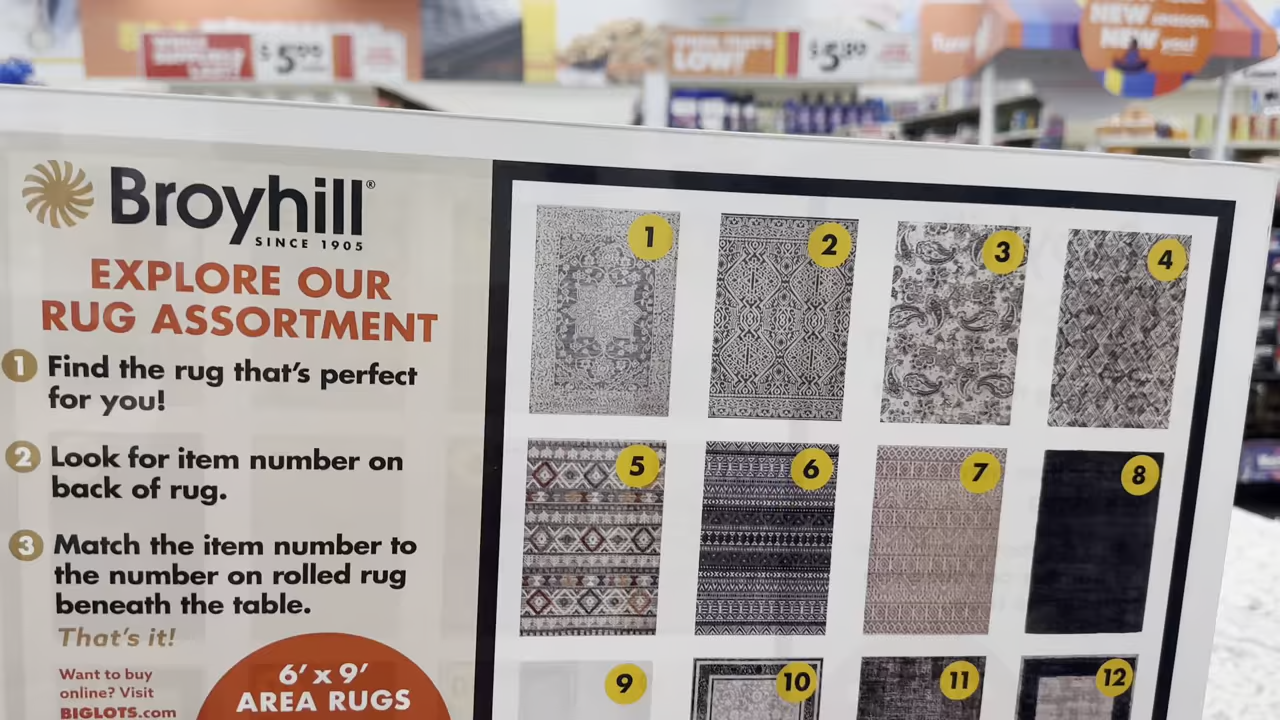 $5.99
LOW!
$5.89
NEW
NEW you!
Broyhill®
SINCE 1905
EXPLORE OUR
RUG ASSORTMENT
1 Find the rug that's perfect
for you!
2 Look for item number on
back of rug.
3 Match the item number to
the number on rolled rug
beneath the table.
That's it!
Want to buy
online? Visit
BIGLOTS.com
6' x 9'
AREA RUGS
1 2 3 4
5 6 7 8
9 10 11 12